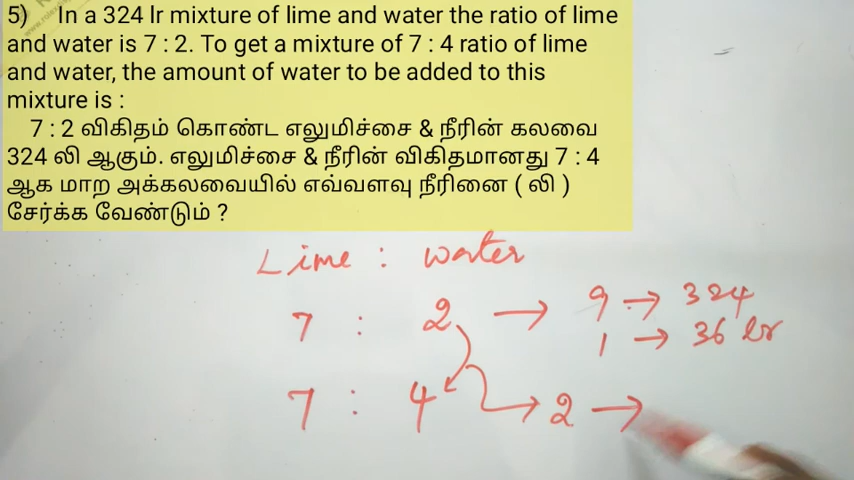 5) In a 324 lr mixture of lime and water the ratio of lime
and water is 7 : 2. To get a mixture of 7 : 4 ratio of lime
and water, the amount of water to be added to this
mixture is :
7 : 2 விகிதம் கொண்ட எலுமிச்சை & நீரின் கலவை
324 லி ஆகும். எலுமிச்சை & நீரின் விகிதமானது 7 : 4
ஆக மாற அக்கலவையில் எவ்வளவு நீரினை ( லி )
சேர்க்க வேண்டும் ?
Lime : water
7 : 2 → 9 → 324
1 → 36 lr
7 : 4 → 2 →